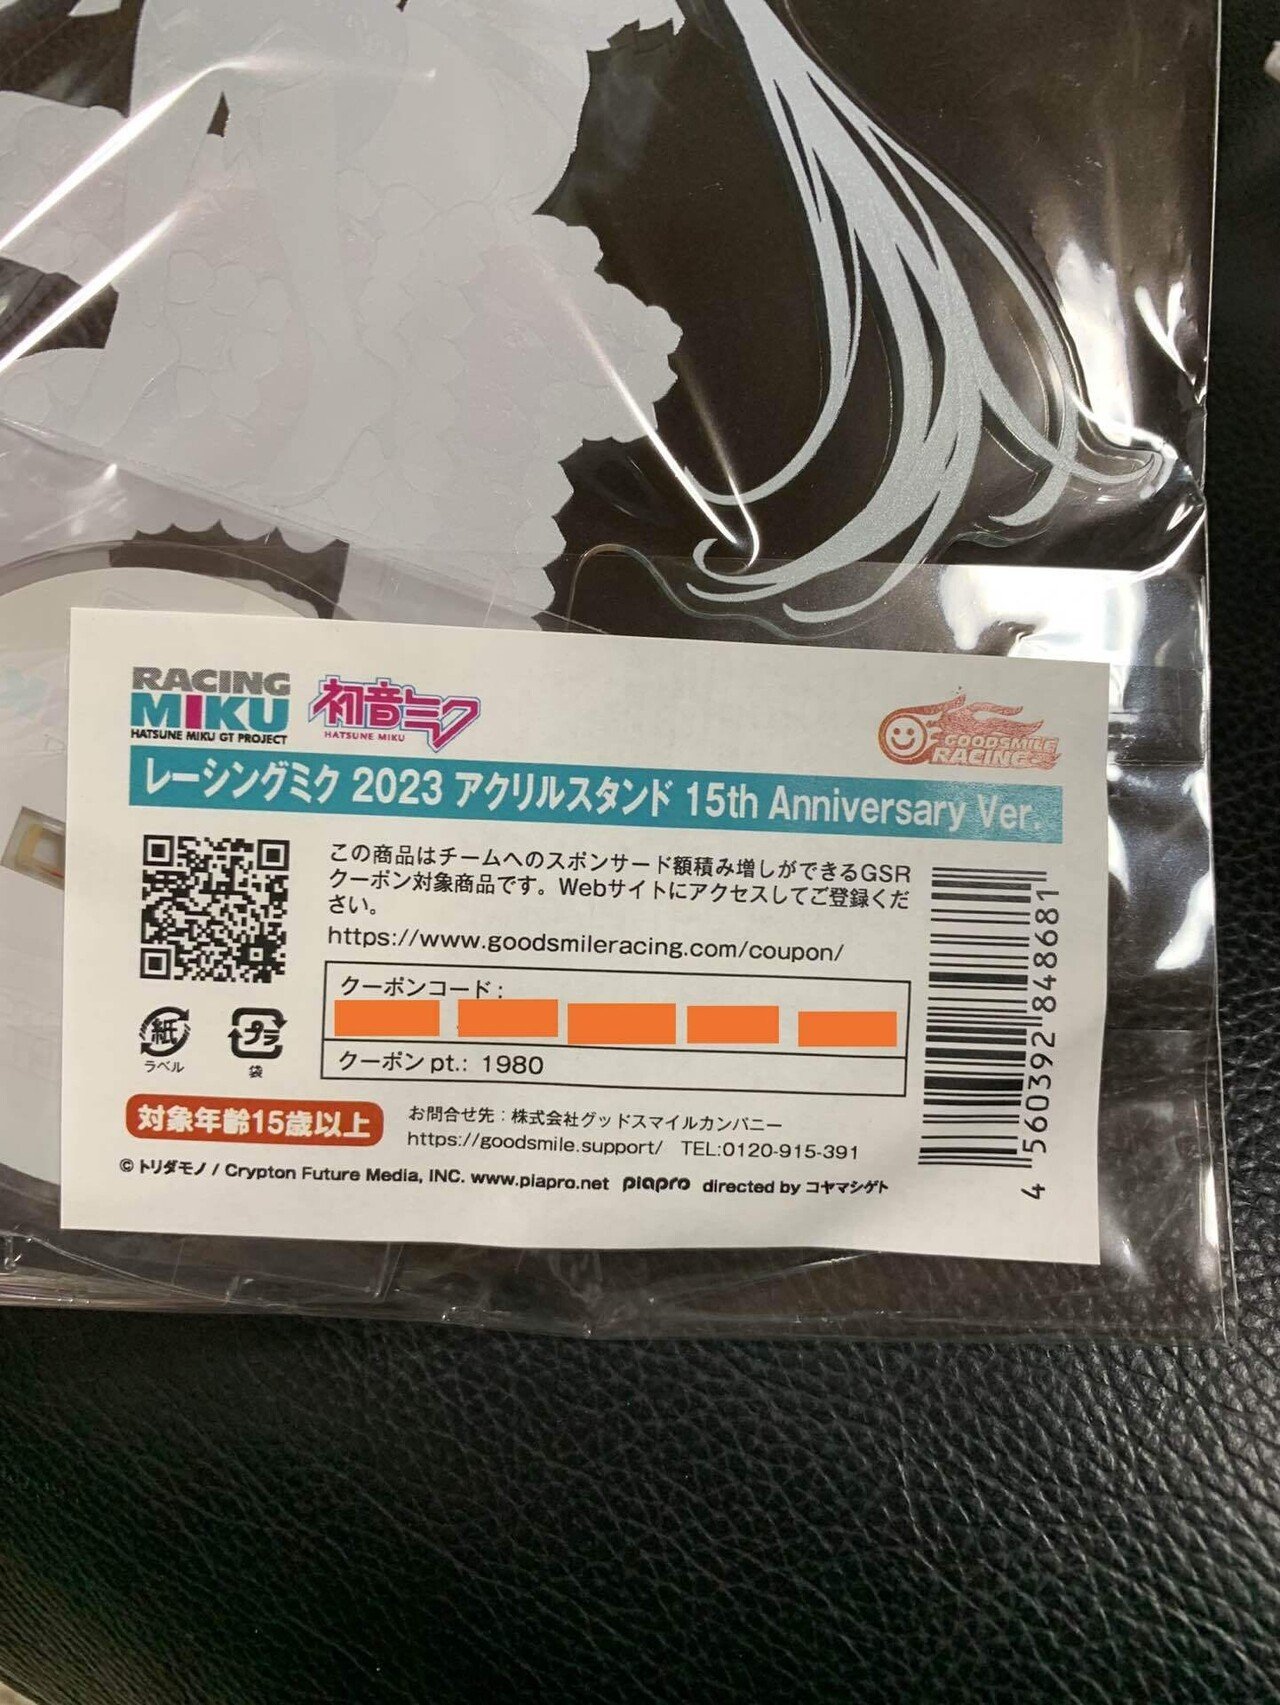 RACING
MIKU
HATSUNE MIKU GT PROJECT
初音ミク
HATSUNE MIKU
GOODSMILE
RACING
レーシングミク 2023 アクリルスタンド 15th Anniversary Ver.
この商品はチームへのスポンサード額積み増しができるGSR
クーポン対象商品です。Webサイトにアクセスしてご登録くだ
さい。
https://www.goodsmileracing.com/coupon/
クーポンコード:
クーポン pt.: 1980
紙
ラベル
プラ
袋
対象年齢15歳以上
お問合せ先：株式会社グッドスマイルカンパニー
https://goodsmile.support/ TEL:0120-915-391
© トリダモノ / Crypton Future Media, INC. www.piapro.net piapro directed by コヤマシゲト
4 560392 848681